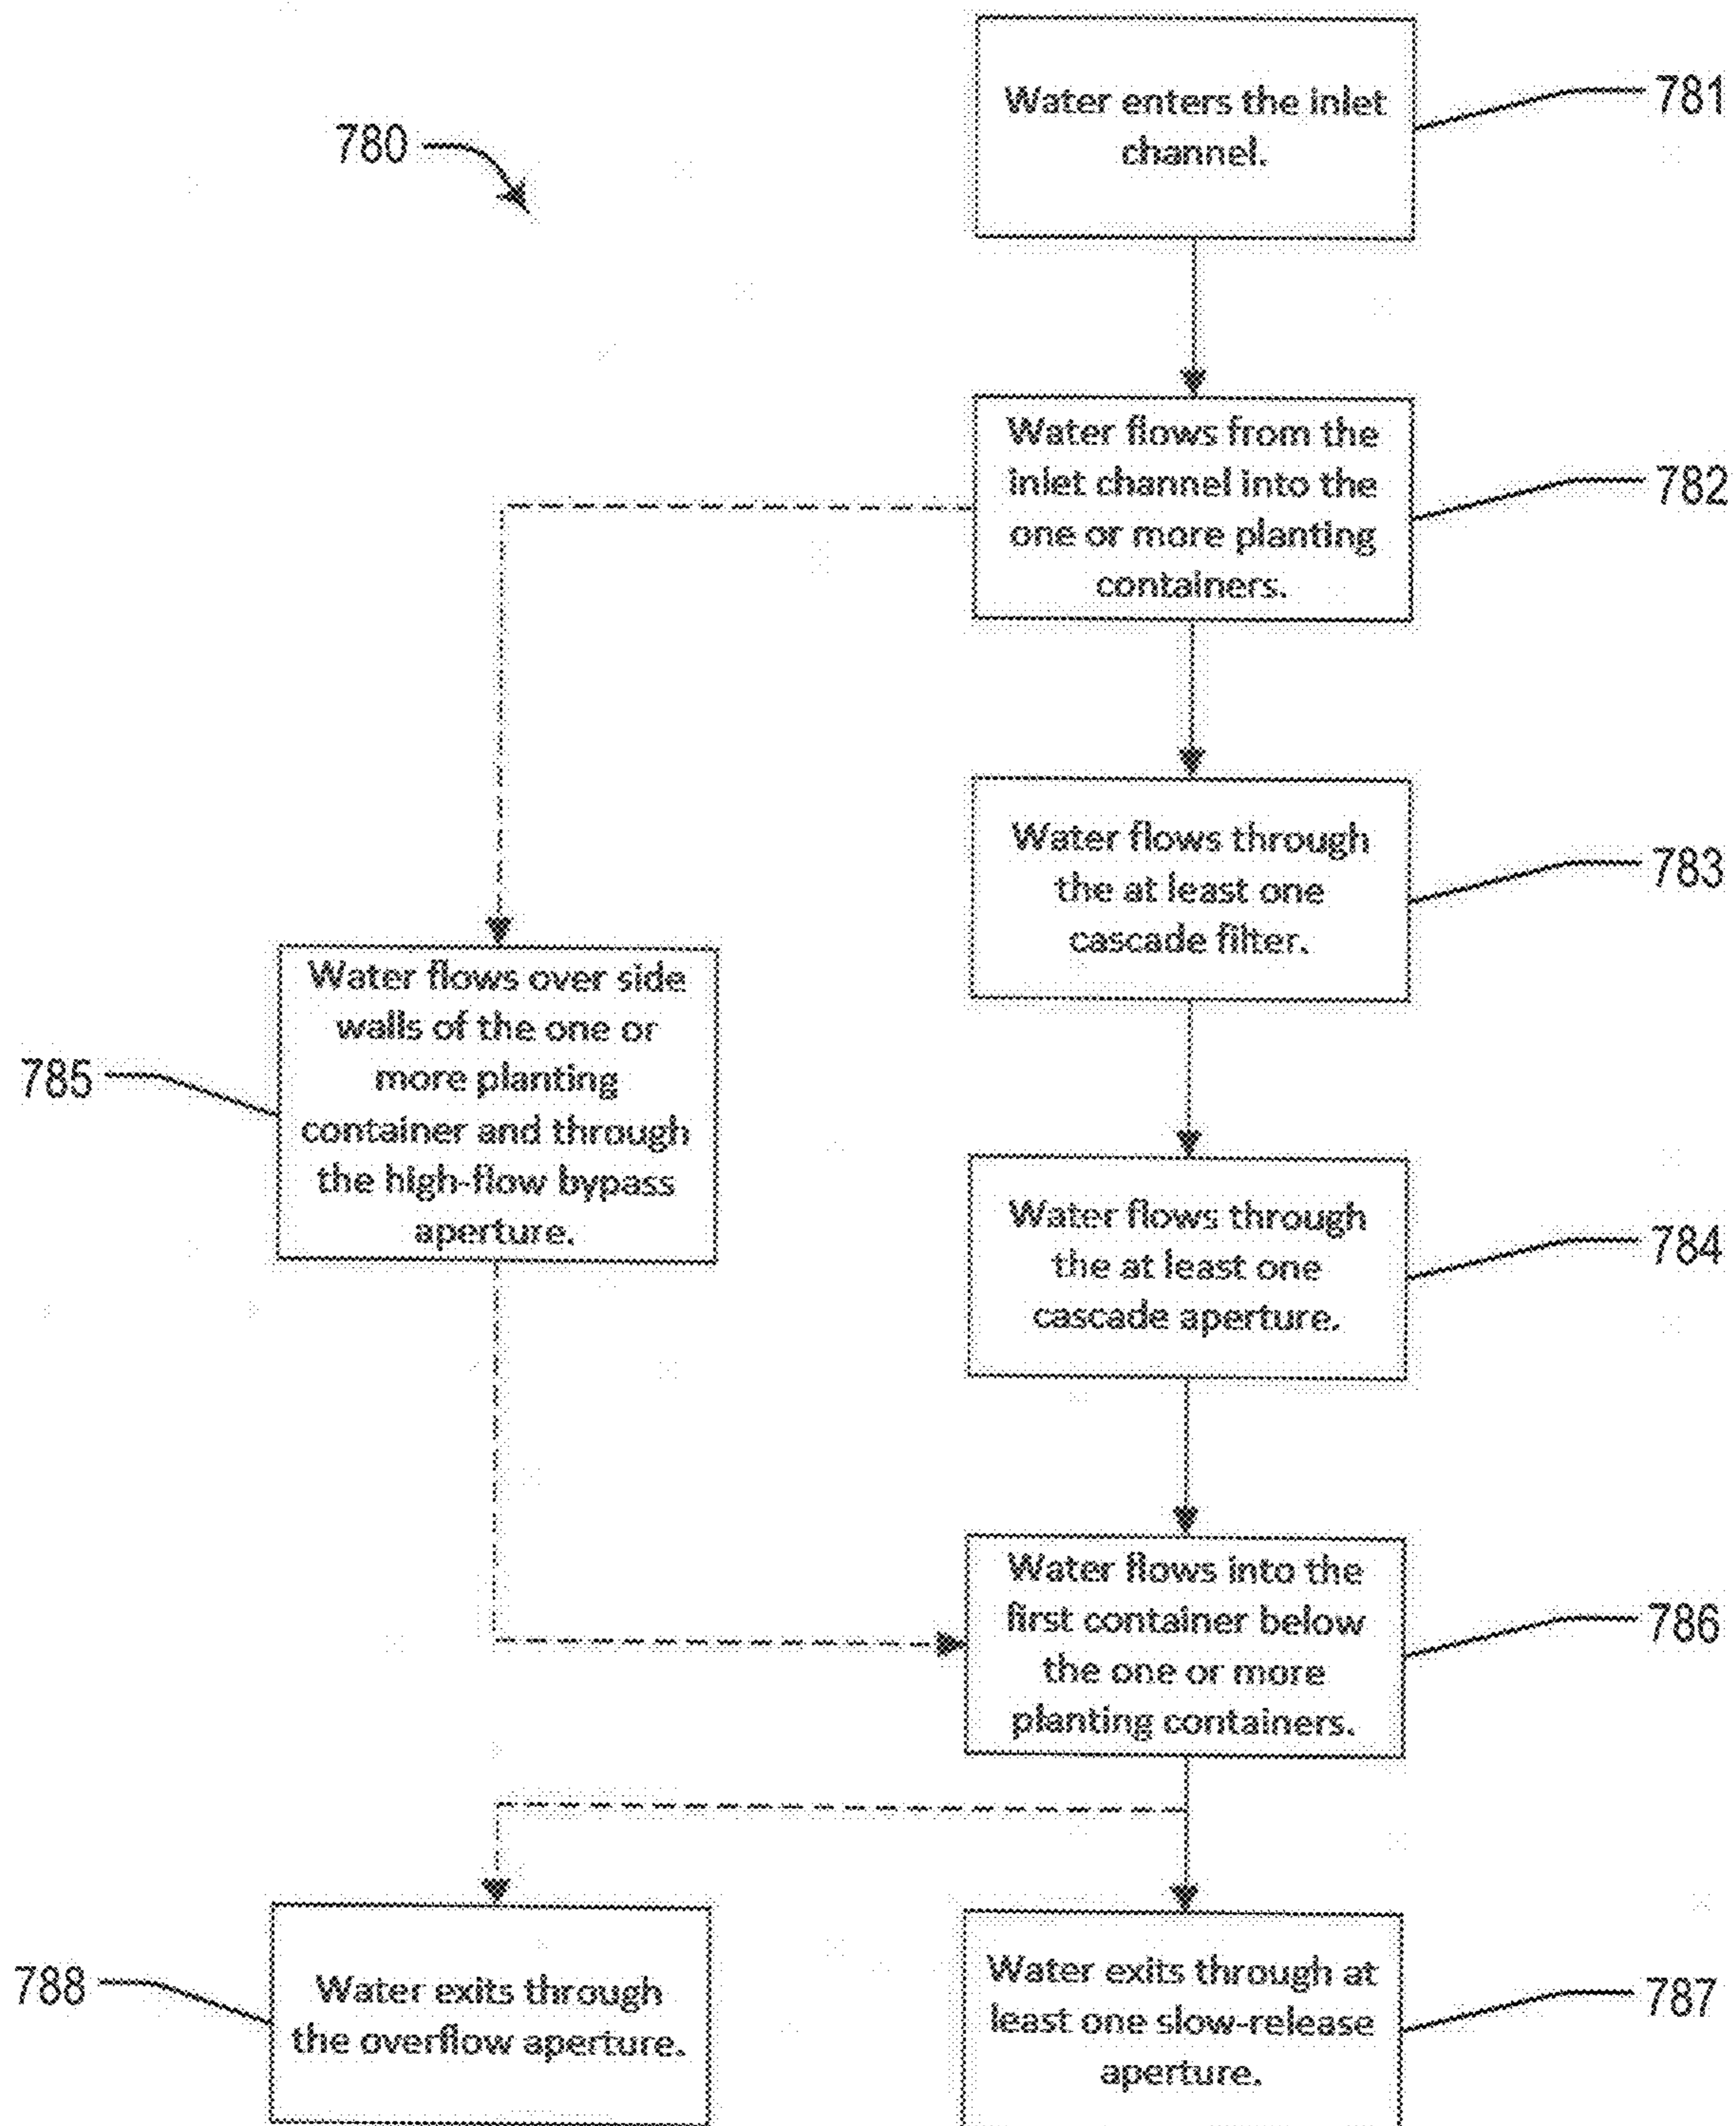 Water enters the inlet
channel.
781
780
Water flows from the
inlet channel into the
one or more planting
containers.
782
Water flows through
the at least one
cascade filter.
783
Water flows over side
walls of the one or
more planting
container and through
the high-flow bypass
aperture.
785
Water flows through
the at least one
cascade aperture.
784
Water flows into the
first container below
the one or more
planting containers.
786
788
Water exits through
the overflow aperture.
Water exits through at
least one slow-release
aperture.
787